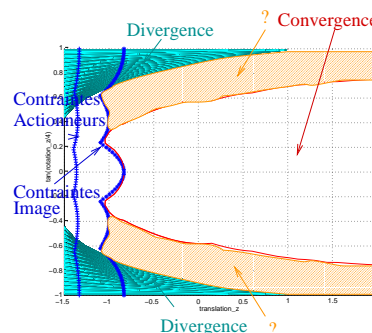 ?
Convergence
Divergence
1
0.8
0.6
0.4
0.2
0
-0.2
-0.4
-0.6
-0.8
-1
tan(rotation_z/4)
Contraintes
Actionneurs
Contraintes
Image
-1.5
-1
-0.5
0
0.5
1
1.5
translation_z
Divergence
?